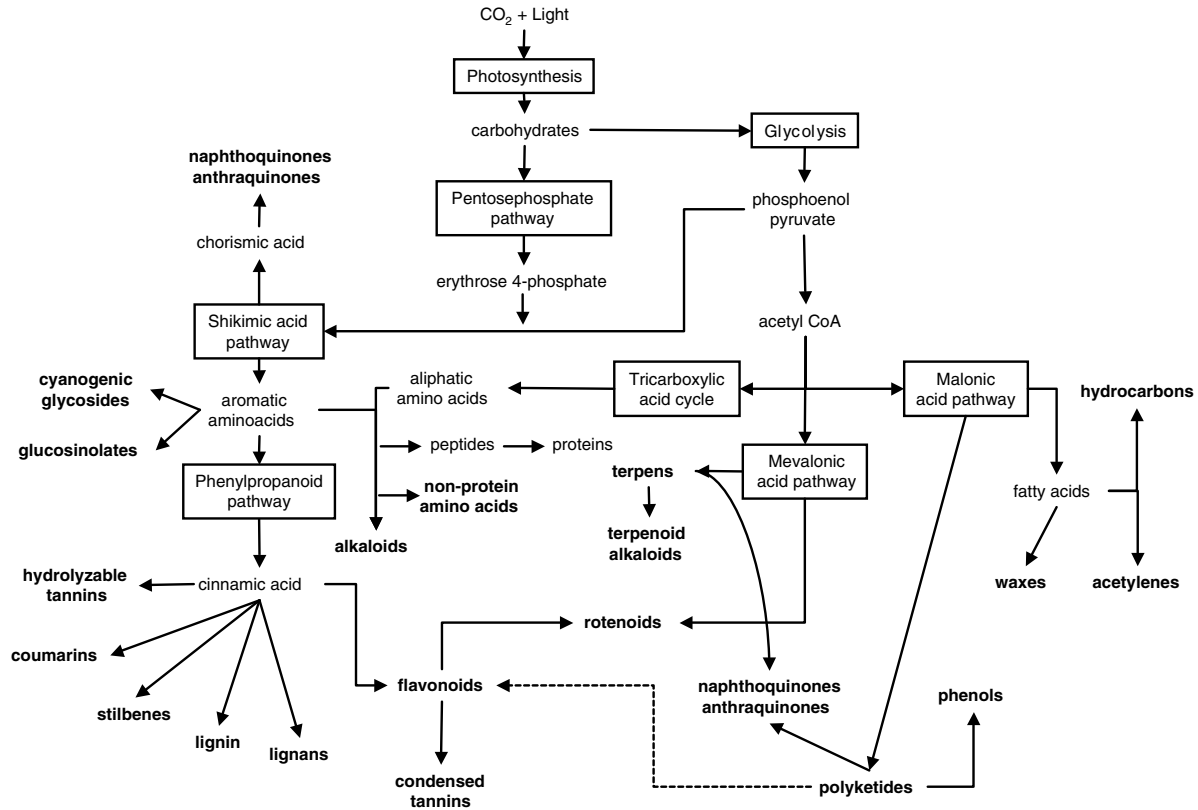 CO₂ + Light
Photosynthesis
carbohydrates
Glycolysis
naphthoquinones
anthraquinones
Pentosephosphate
pathway
phosphoenol
pyruvate
chorismic acid
erythrose 4-phosphate
Shikimic acid
pathway
acetyl CoA
cyanogenic
glycosides
aromatic
aminoacids
glucosinolates
aliphatic
amino acids
Tricarboxylic
acid cycle
Malonic
acid pathway
hydrocarbons
peptides
proteins
Phenylpropanoid
pathway
non-protein
amino acids
alkaloids
terpens
Mevalonic
acid pathway
terpenoid
alkaloids
fatty acids
waxes
acetylenes
hydrolyzable
tannins
cinnamic acid
coumarins
stilbenes
lignin
lignans
rotenoids
flavonoids
naphthoquinones
anthraquinones
phenols
condensed
tannins
polyketides